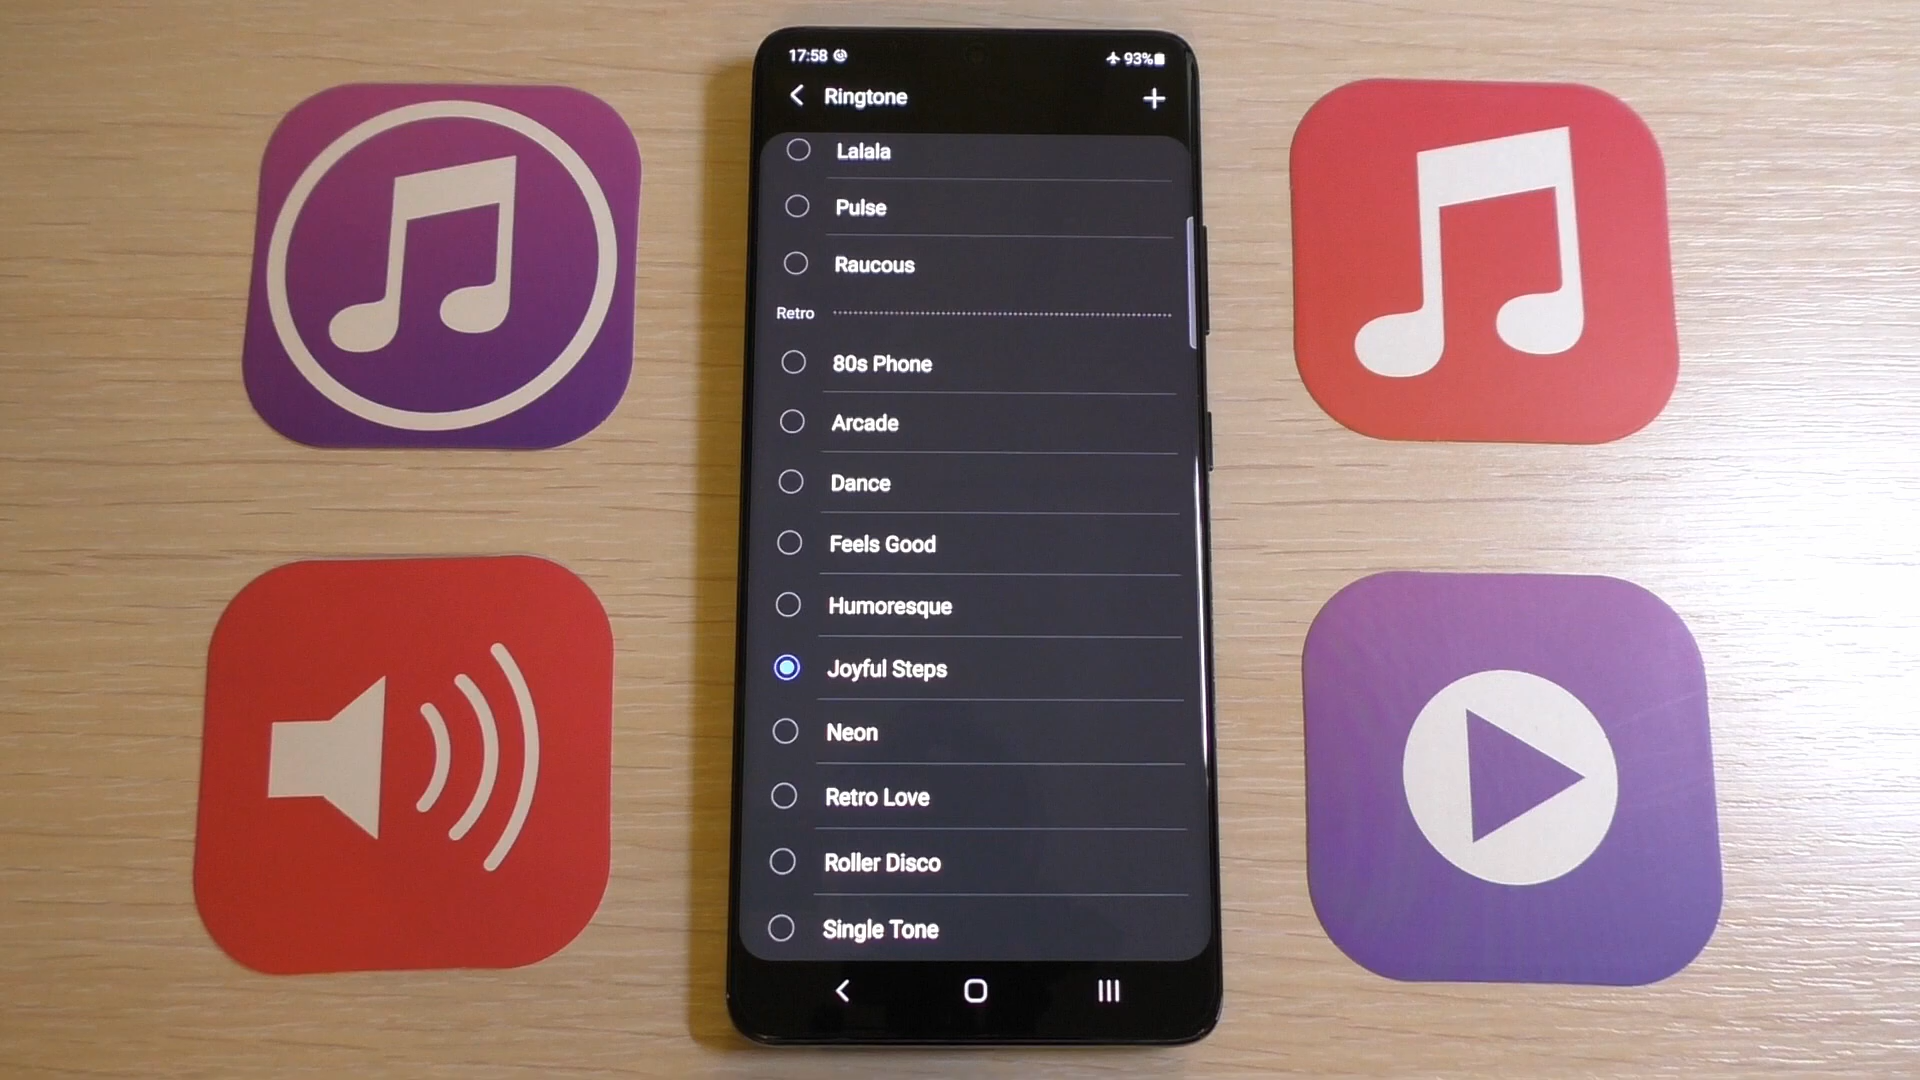 17:58 93%
Ringtone
Lalala
Pulse
Raucous
Retro
80s Phone
Arcade
Dance
Feels Good
Humoresque
Joyful Steps
Neon
Retro Love
Roller Disco
Single Tone